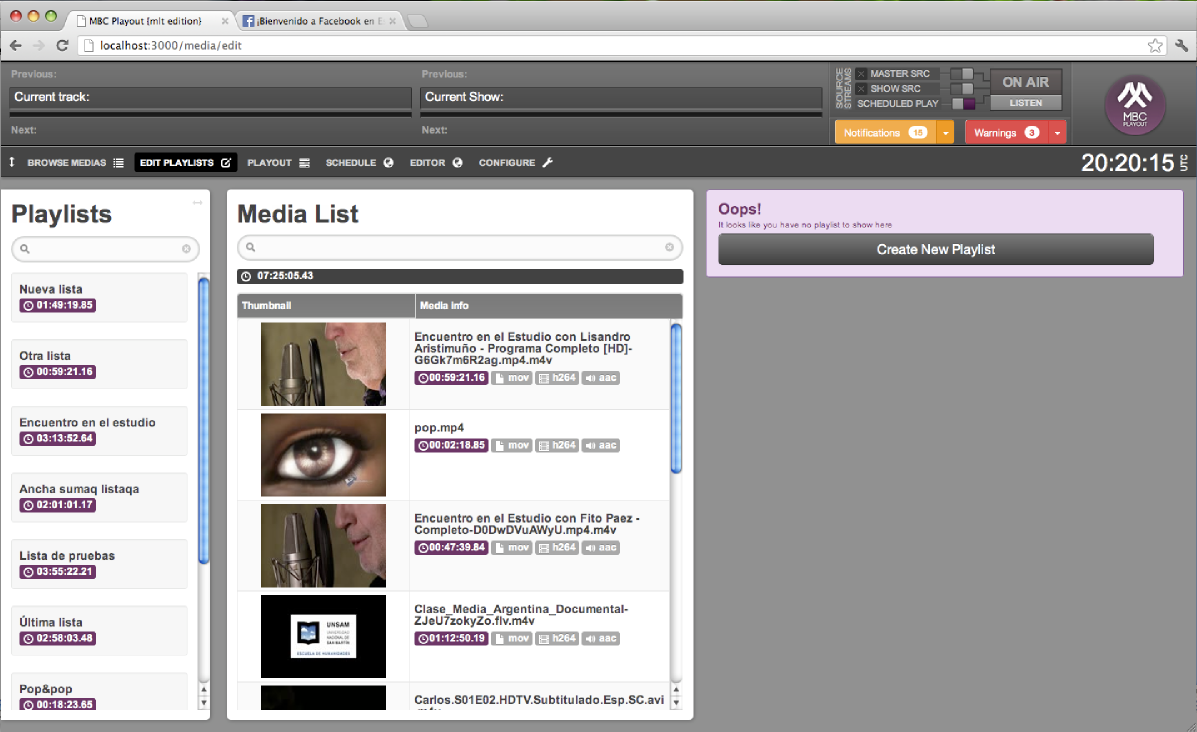 MBC Playout {mlt edition}
¡Bienvenido a Facebook en E
localhost:3000/media/edit
Previous:
Current track:
Next:
Previous:
Current Show:
Next:
SOURCE STREAMS
MASTER SRC
SHOW SRC
SCHEDULED PLAY
ON AIR
LISTEN
Notifications 15
Warnings 3
MBC
PLAYOUT
BROWSE MEDIAS
EDIT PLAYLISTS
PLAYOUT
SCHEDULE
EDITOR
CONFIGURE
20:20:15 UTC
Playlists
Nueva lista
01:49:19.85
Otra lista
00:59:21.16
Encuentro en el estudio
03:13:52.64
Ancha sumaq listaqa
02:01:01.17
Lista de pruebas
03:55:22.21
Última lista
02:58:03.48
Pop&pop
00:18:23.65
Media List
07:25:05.43
Thumbnail
Media info
Encuentro en el Estudio con Lisandro
Aristimuño - Programa Completo [HD]-
G6Gk7m6R2ag.mp4.m4v
00:59:21.16 mov h264 aac
pop.mp4
00:02:18.85 mov h264 aac
Encuentro en el Estudio con Fito Paez -
Completo-D0DwDVuAWyU.mp4.m4v
00:47:39.84 mov h264 aac
UNSAM
UNIVERSIDAD
NACIONAL DE
SAN MARTÍN
ESCUELA DE HUMANIDADES
Clase_Media_Argentina_Documental-
ZJeU7zokyZo.flv.m4v
01:12:50.19 mov h264 aac
Carlos.S01E02.HDTV.Subtitulado.Esp.SC.avi
Oops!
It looks like you have no playlist to show here
Create New Playlist